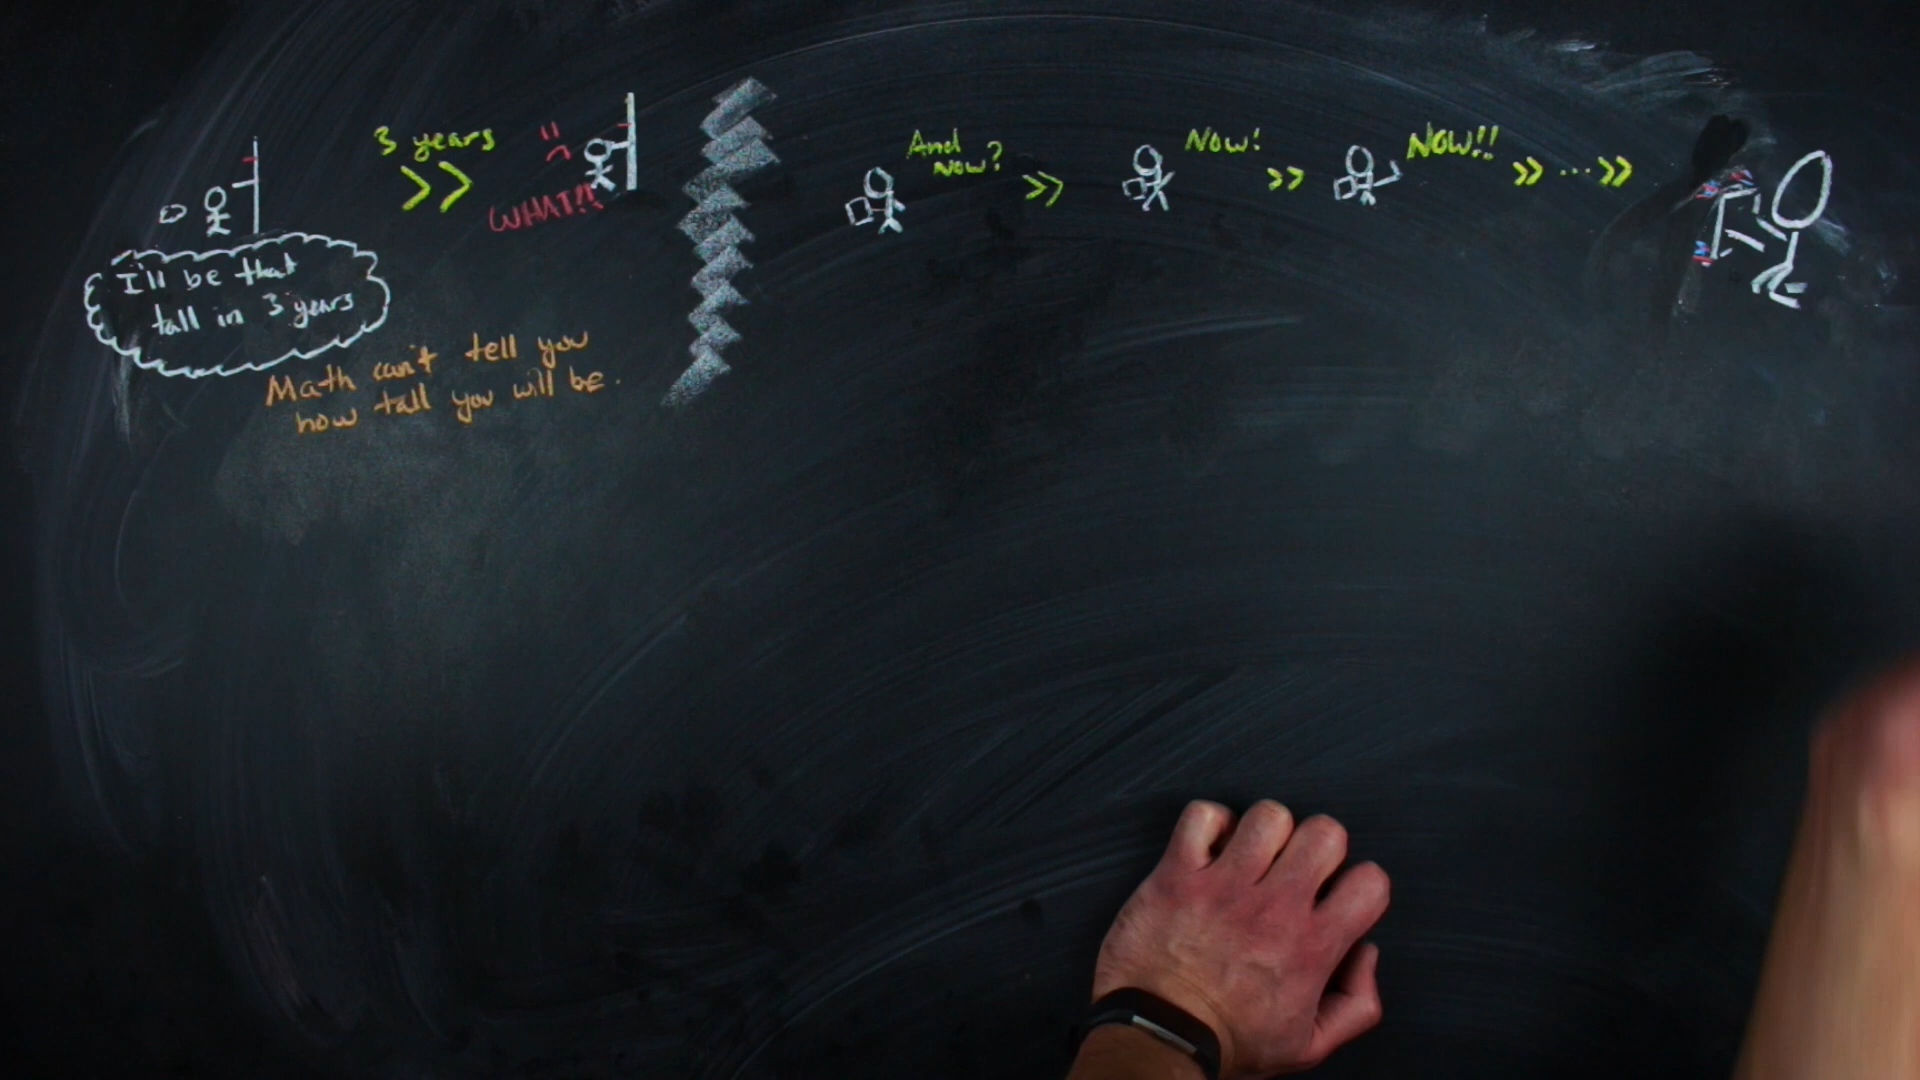 3 years
WHAT!!
I'll be that
tall in 3 years
Math can't tell you
how tall you will be.
And
Now?
Now!
Now!!
...